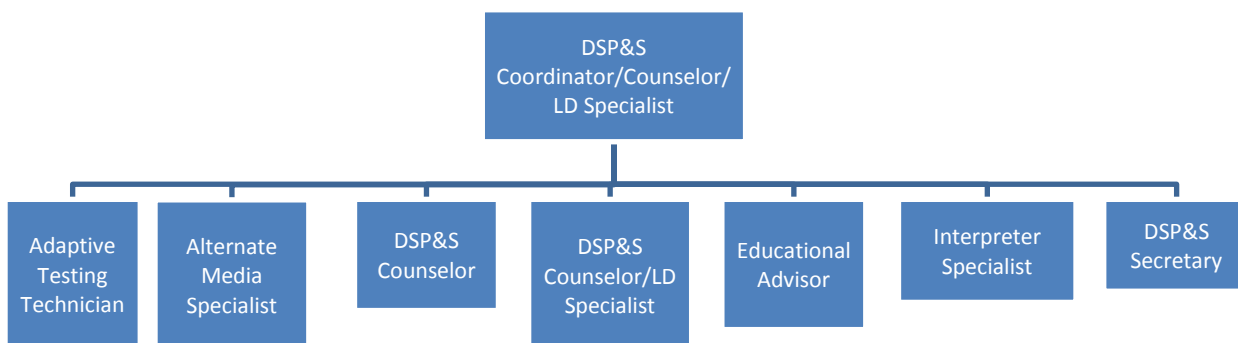 DSP&S
Coordinator/Counselor/
LD Specialist
Adaptive
Testing
Technician
Alternate
Media
Specialist
DSP&S
Counselor
DSP&S
Counselor/LD
Specialist
Educational
Advisor
Interpreter
Specialist
DSP&S
Secretary